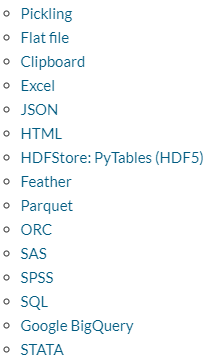 Pickling
Flat file
Clipboard
Excel
JSON
HTML
HDFStore: PyTables (HDF5)
Feather
Parquet
ORC
SAS
SPSS
SQL
Google BigQuery
STATA